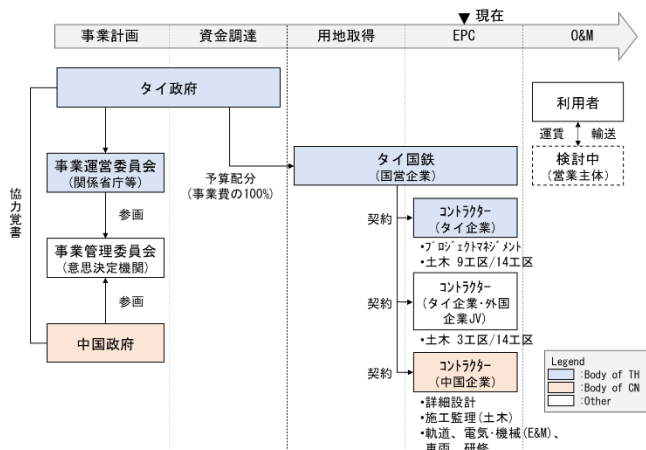 ▼現在
事業計画
資金調達
用地取得
EPC
O&M
タイ政府
協力覚書
事業運営委員会
(関係省庁等)
参画
事業管理委員会
(意思決定機関)
参画
中国政府
予算配分
(事業費の100%)
タイ国鉄
(国営企業)
契約
コントラクター
(タイ企業)
•プロジェクトマネジメント
•土木 9工区/14工区
契約
コントラクター
(タイ企業・外国
企業JV)
•土木 3工区/14工区
契約
コントラクター
(中国企業)
•詳細設計
•施工監理(土木)
•軌道、電気・機械(E&M)、
車両、研修
利用者
運賃
輸送
検討中
(営業主体)
Legend
:Body of TH
:Body of CN
:Other